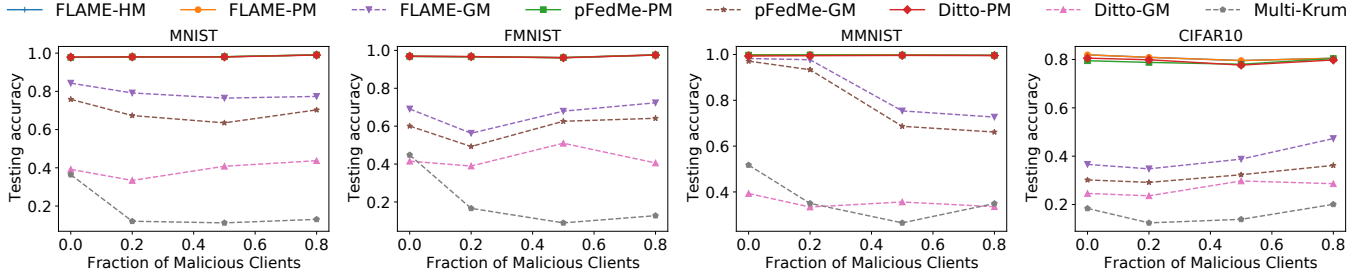 FLAME-HM FLAME-PM FLAME-GM pFedMe-PM pFedMe-GM Ditto-PM Ditto-GM Multi-Krum
MNIST
Testing accuracy
1.0
0.8
0.6
0.4
0.2
0.0 0.2 0.4 0.6 0.8
Fraction of Malicious Clients
FMNIST
Testing accuracy
1.0
0.8
0.6
0.4
0.2
0.0 0.2 0.4 0.6 0.8
Fraction of Malicious Clients
MMNIST
Testing accuracy
1.0
0.8
0.6
0.4
0.0 0.2 0.4 0.6 0.8
Fraction of Malicious Clients
CIFAR10
Testing accuracy
0.8
0.6
0.4
0.2
0.0 0.2 0.4 0.6 0.8
Fraction of Malicious Clients